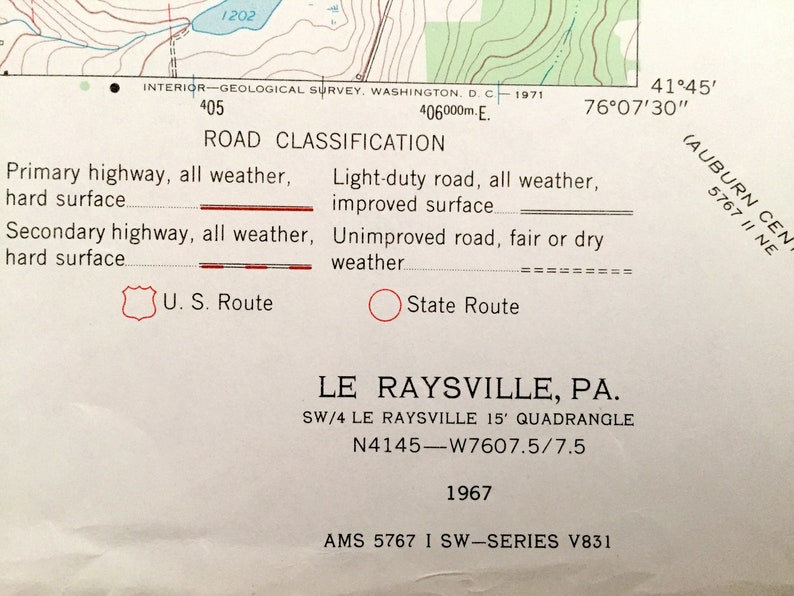 1202
INTERIOR—GEOLOGICAL SURVEY, WASHINGTON, D. C.—1971
41°45'
⁴05
⁴06⁰⁰⁰ᵐ·E.
76°07'30"
ROAD CLASSIFICATION
Primary highway, all weather,
hard surface
Light-duty road, all weather,
improved surface
Secondary highway, all weather,
hard surface
Unimproved road, fair or dry
weather
U. S. Route
State Route
(AUBURN CENT
5767 II NE
LE RAYSVILLE, PA.
SW/4 LE RAYSVILLE 15' QUADRANGLE
N4145—W7607.5/7.5
1967
AMS 5767 I SW—SERIES V831